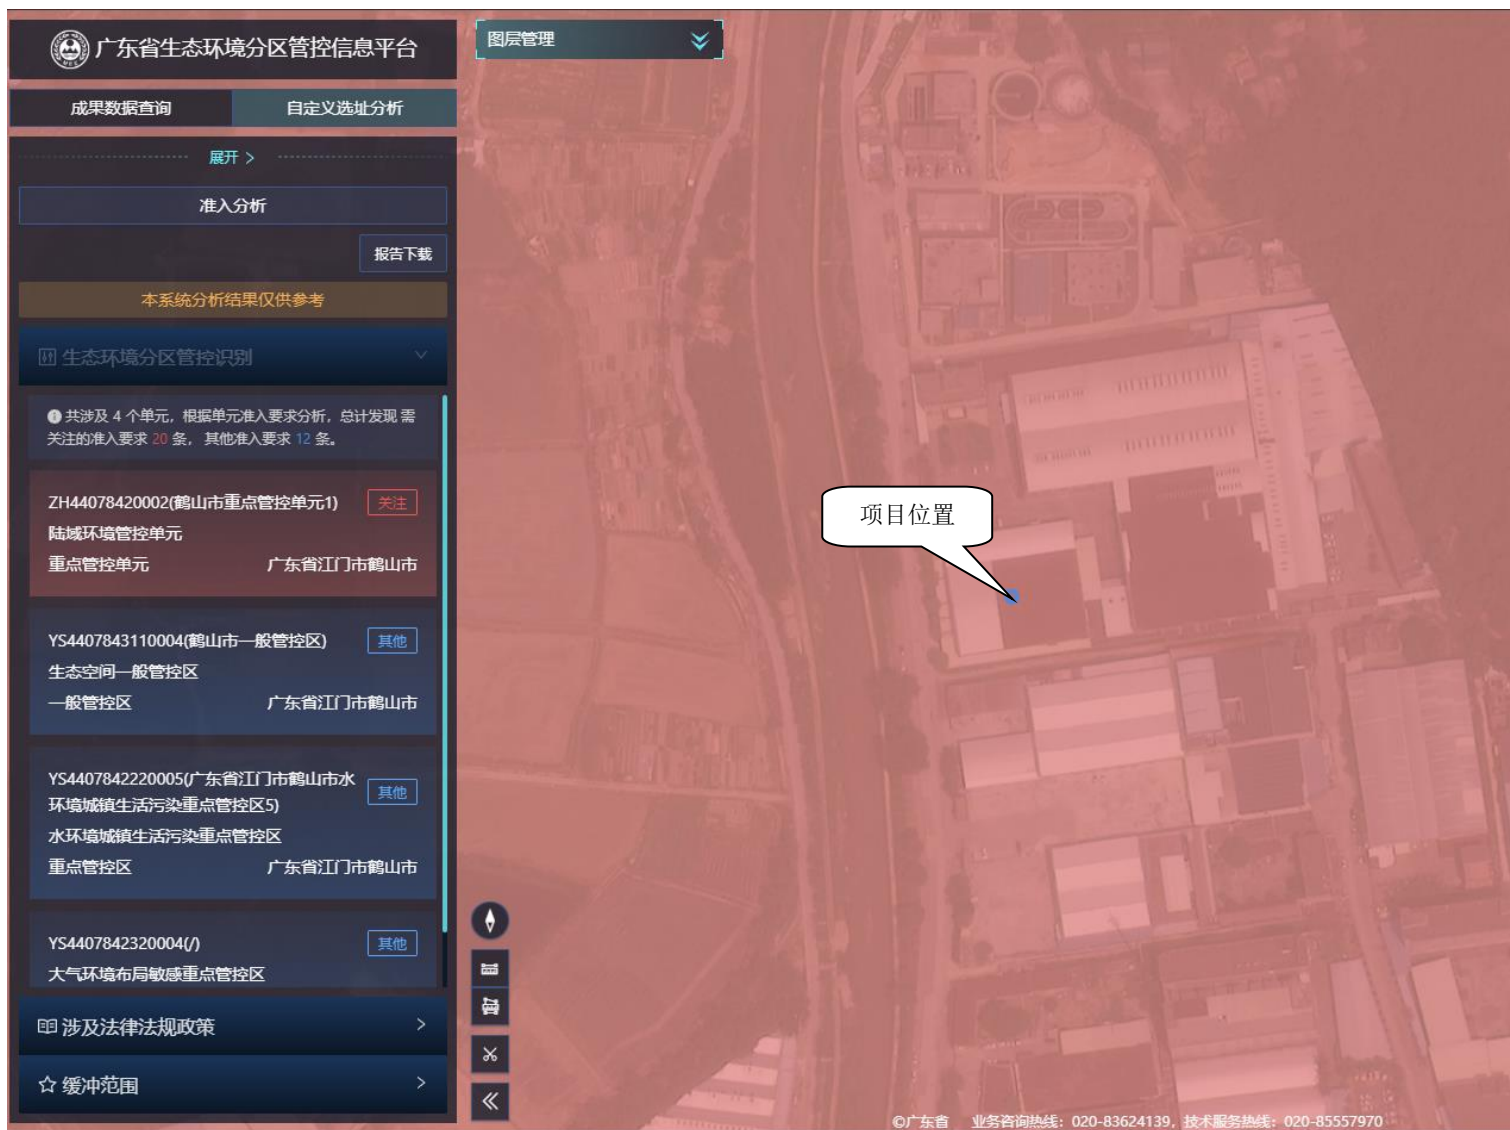 广东省生态环境分区管控信息平台
成果数据查询
自定义选址分析
展开 >
准入分析
报告下载
本系统分析结果仅供参考
生态环境分区管控识别
共涉及 4 个单元，根据单元准入要求分析，总计发现 需
关注的准入要求 20 条， 其他准入要求 12 条。
ZH44078420002(鹤山市重点管控单元1)
关注
陆域环境管控单元
重点管控单元
广东省江门市鹤山市
YS4407843110004(鹤山市一般管控区)
其他
生态空间一般管控区
一般管控区
广东省江门市鹤山市
YS4407842220005(广东省江门市鹤山市水
环境城镇生活污染重点管控区5)
其他
水环境城镇生活污染重点管控区
重点管控区
广东省江门市鹤山市
YS4407842320004(/)
其他
大气环境布局敏感重点管控区
涉及法律法规政策
缓冲范围
图层管理
项目位置
©广东省 业务咨询热线：020-83624139，技术服务热线：020-85557970